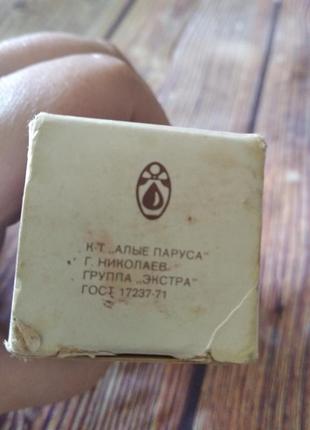 К-Т „АЛЫЕ ПАРУСА"
Г. НИКОЛАЕВ
ГРУППА „ЭКСТРА"
ГОСТ 17237-71